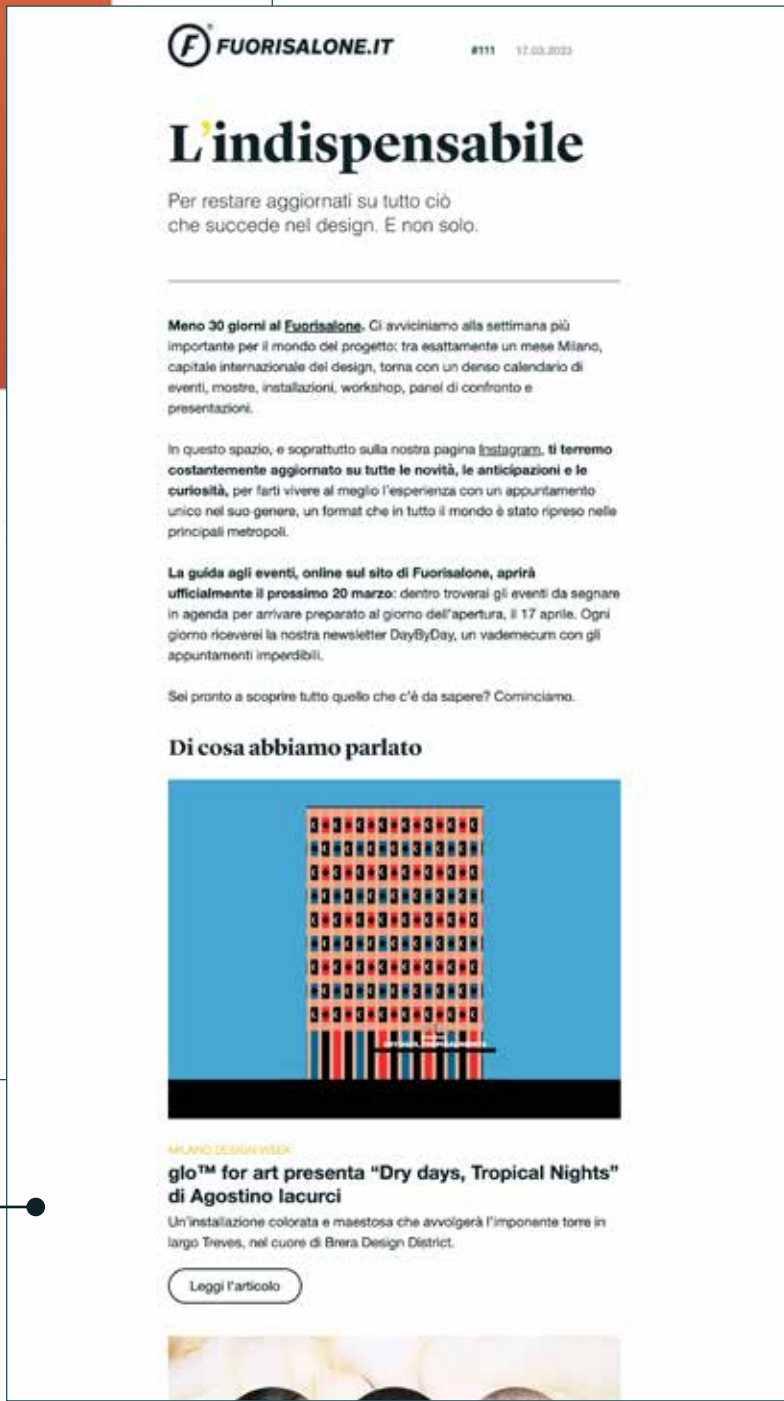 FUORISALONE.IT
#111 17.03.2023
L'indispensabile
Per restare aggiornati su tutto ciò
che succede nel design. E non solo.
Meno 30 giorni al Fuorisalone. Ci avviciniamo alla settimana più
importante per il mondo del progetto: tra esattamente un mese Milano,
capitale internazionale del design, torna con un denso calendario di
eventi, mostre, installazioni, workshop, panel di confronto e
presentazioni.
In questo spazio, e soprattutto sulla nostra pagina Instagram, ti terremo
costantemente aggiornato su tutte le novità, le anticipazioni e le
curiosità, per farti vivere al meglio l'esperienza con un appuntamento
unico nel suo genere, un format che in tutto il mondo è stato ripreso nelle
principali metropoli.
La guida agli eventi, online sul sito di Fuorisalone, aprirà
ufficialmente il prossimo 20 marzo: dentro troverai gli eventi da segnare
in agenda per arrivare preparato al giorno dell'apertura, il 17 aprile. Ogni
giorno riceverei la nostra newsletter DayByDay, un vademecum con gli
appuntamenti imperdibili.
Sei pronto a scoprire tutto quello che c'è da sapere? Cominciamo.
Di cosa abbiamo parlato
MILANO DESIGN WEEK
glo™ for art presenta “Dry days, Tropical Nights”
di Agostino Iacurci
Un'installazione colorata e maestosa che avvolgerà l'imponente torre in
largo Treves, nel cuore di Brera Design District.
Leggi l'articolo